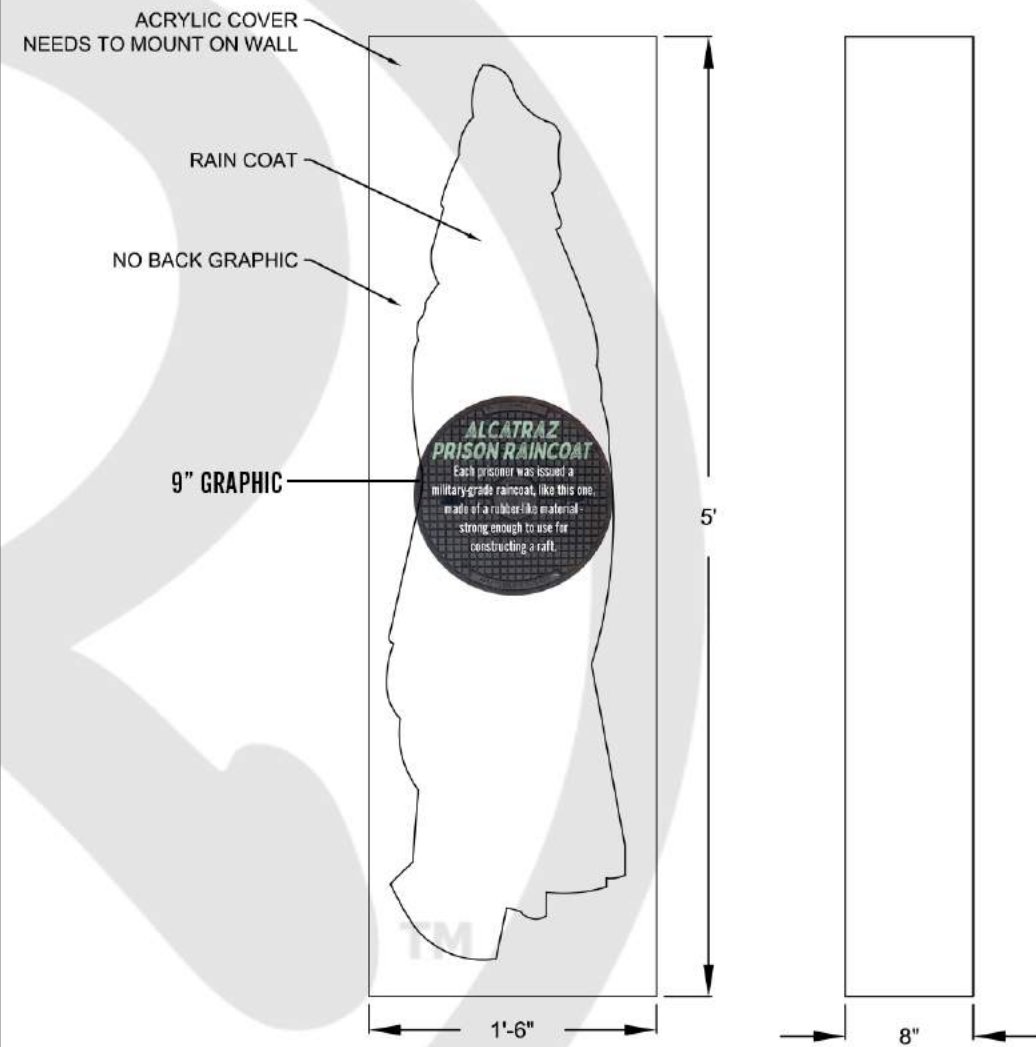 ACRYLIC COVER
NEEDS TO MOUNT ON WALL
RAIN COAT
NO BACK GRAPHIC
9” GRAPHIC
ALCATRAZ
PRISON RAINCOAT
Each prisoner was issued a
military-grade raincoat, like this one,
made of a rubber-like material -
strong enough to use for
constructing a raft.
5'
TM
1'-6"
8"